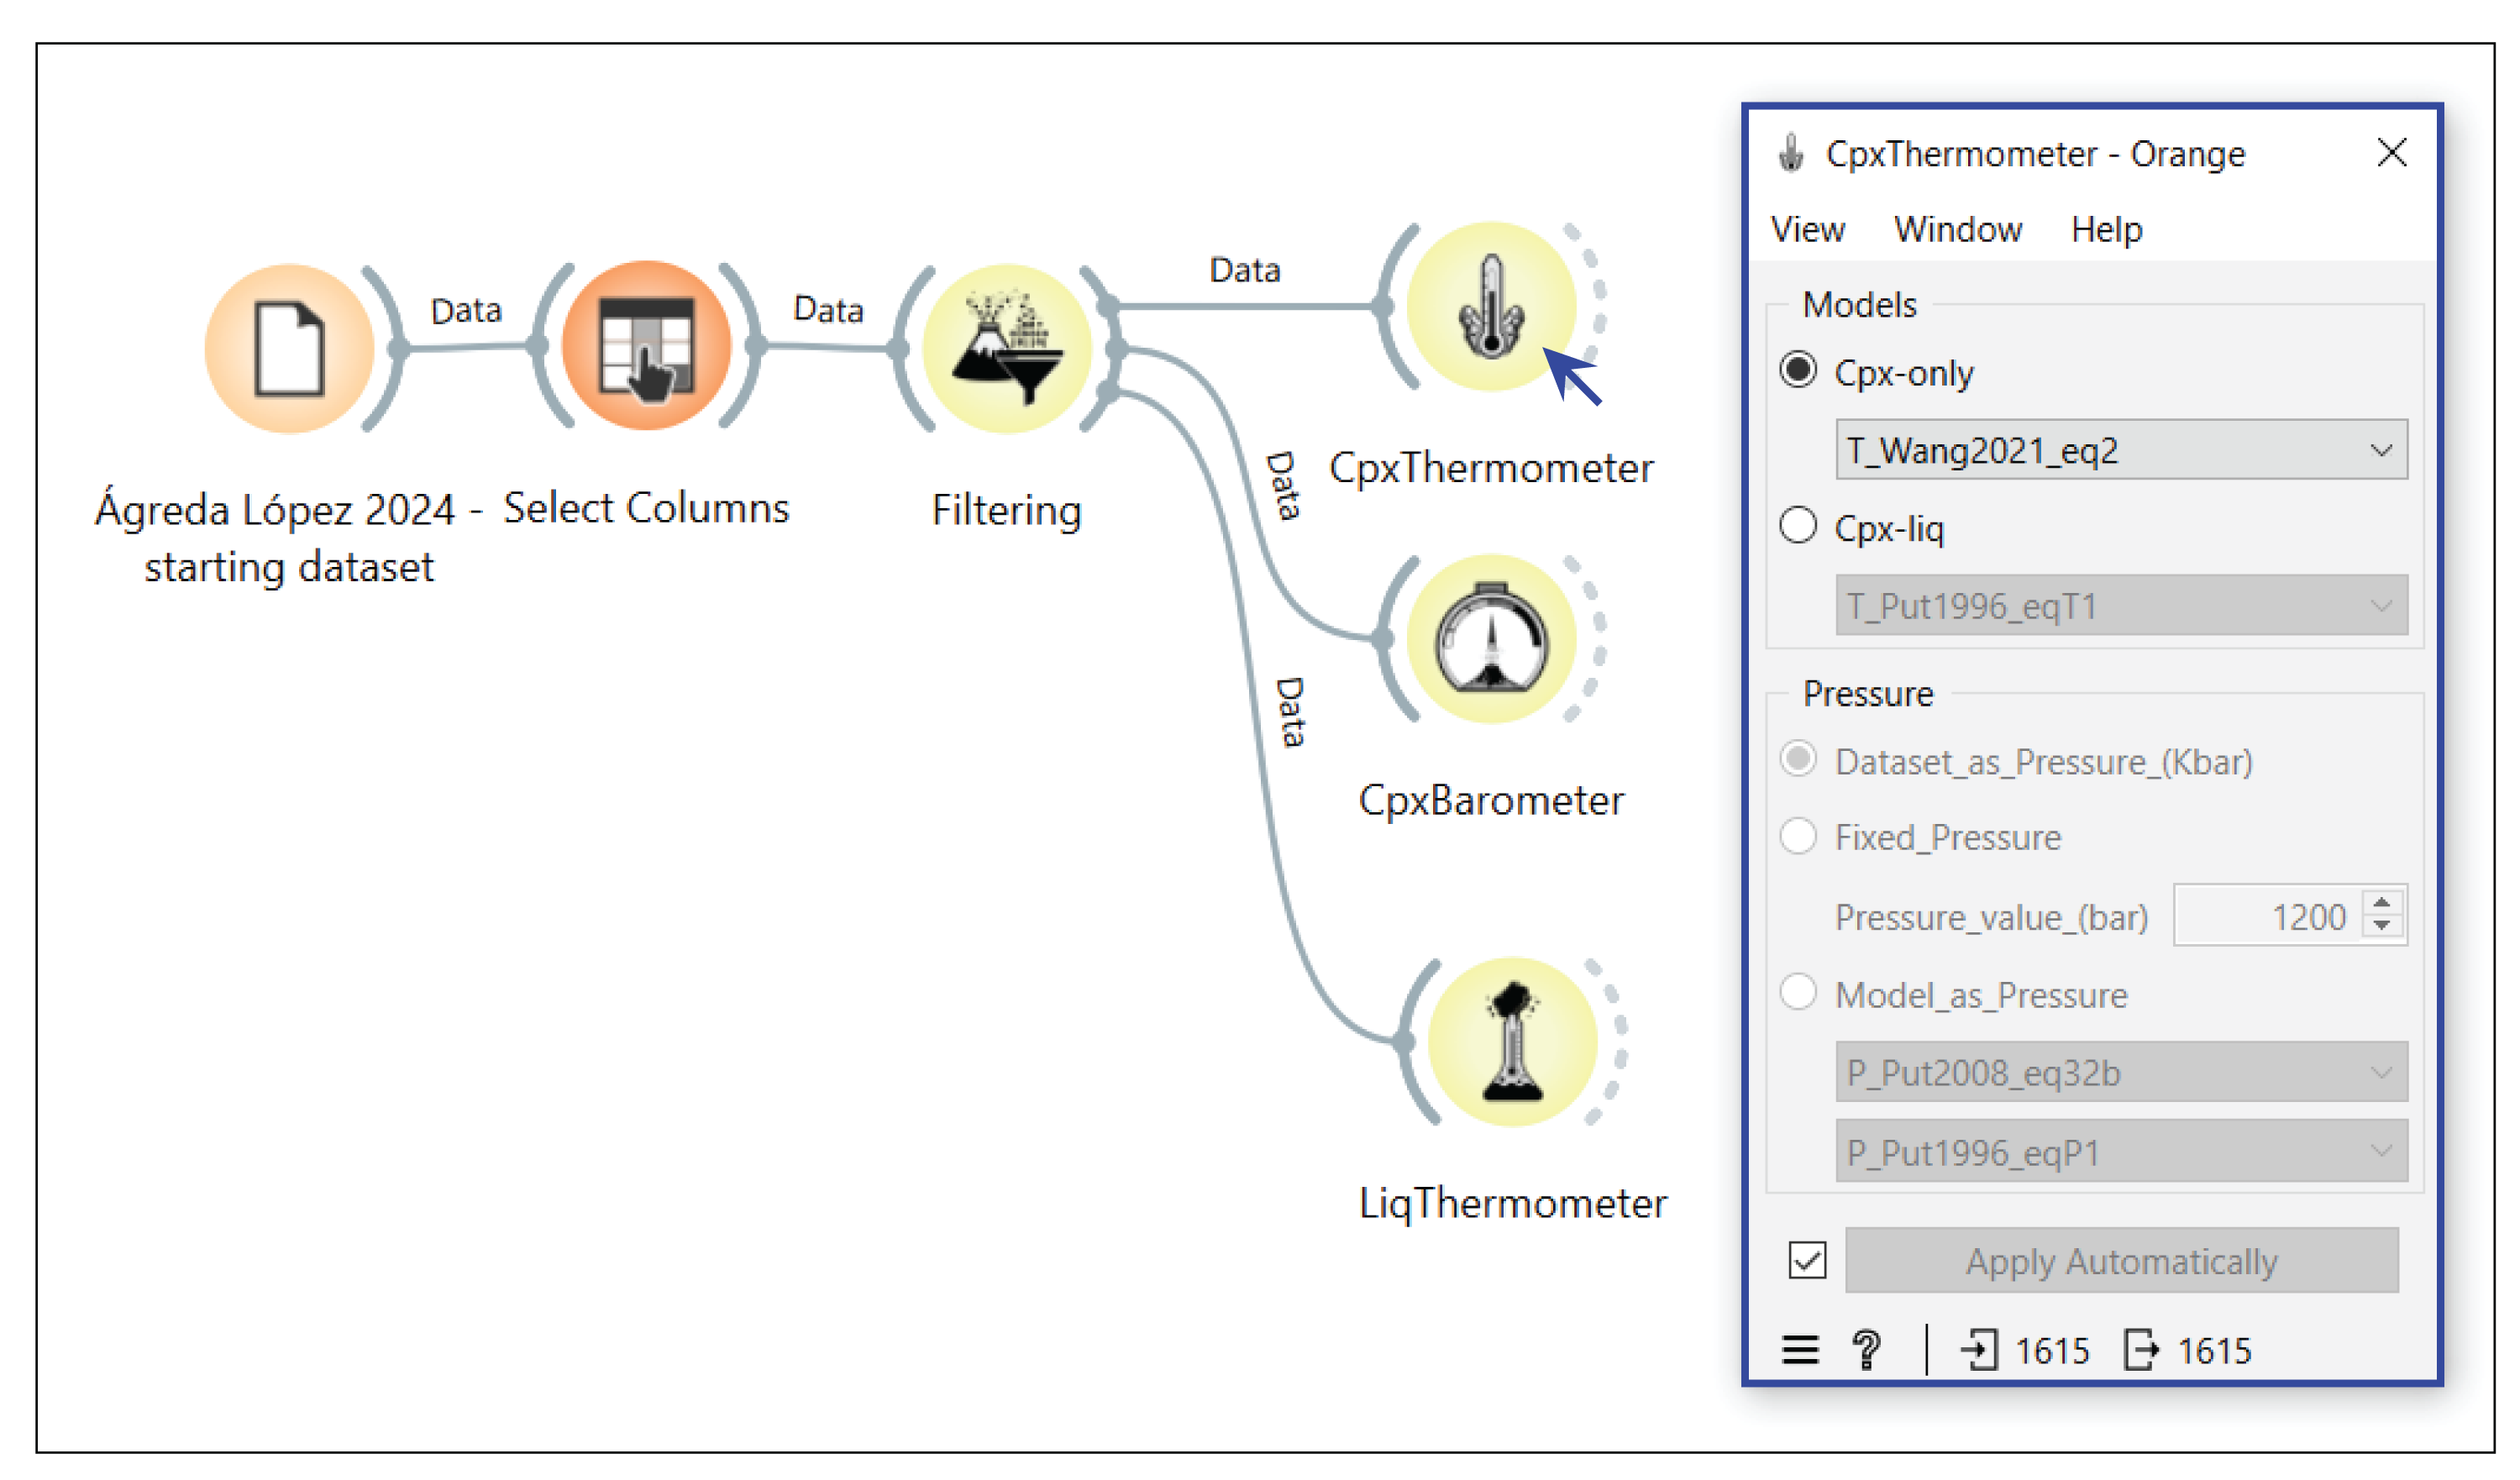 Data
Data
Data
Data
Data
Ágreda López 2024 -
starting dataset
Select Columns
Filtering
CpxThermometer
CpxBarometer
LiqThermometer
CpxThermometer - Orange
View Window Help
Models
Cpx-only
T_Wang2021_eq2
Cpx-liq
T_Put1996_eqT1
Pressure
Dataset_as_Pressure_(Kbar)
Fixed_Pressure
Pressure_value_(bar) 1200
Model_as_Pressure
P_Put2008_eq32b
P_Put1996_eqP1
Apply Automatically
? 1615 1615